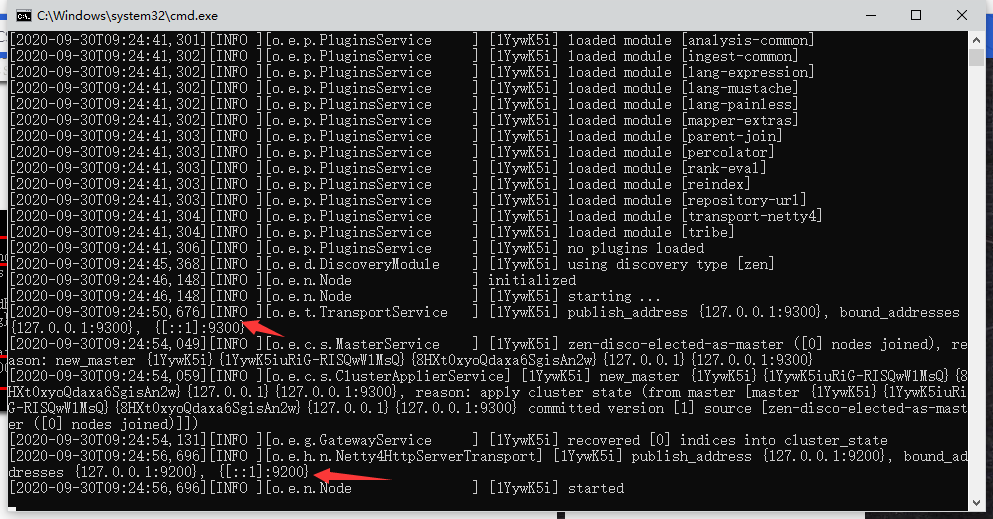 C:\Windows\system32\cmd.exe
[2020-09-30T09:24:41,301][INFO ][o.e.p.PluginsService     ] [1YywK5i] loaded module [analysis-common]
[2020-09-30T09:24:41,302][INFO ][o.e.p.PluginsService     ] [1YywK5i] loaded module [ingest-common]
[2020-09-30T09:24:41,302][INFO ][o.e.p.PluginsService     ] [1YywK5i] loaded module [lang-expression]
[2020-09-30T09:24:41,302][INFO ][o.e.p.PluginsService     ] [1YywK5i] loaded module [lang-mustache]
[2020-09-30T09:24:41,302][INFO ][o.e.p.PluginsService     ] [1YywK5i] loaded module [lang-painless]
[2020-09-30T09:24:41,302][INFO ][o.e.p.PluginsService     ] [1YywK5i] loaded module [mapper-extras]
[2020-09-30T09:24:41,303][INFO ][o.e.p.PluginsService     ] [1YywK5i] loaded module [parent-join]
[2020-09-30T09:24:41,303][INFO ][o.e.p.PluginsService     ] [1YywK5i] loaded module [percolator]
[2020-09-30T09:24:41,303][INFO ][o.e.p.PluginsService     ] [1YywK5i] loaded module [rank-eval]
[2020-09-30T09:24:41,303][INFO ][o.e.p.PluginsService     ] [1YywK5i] loaded module [reindex]
[2020-09-30T09:24:41,303][INFO ][o.e.p.PluginsService     ] [1YywK5i] loaded module [repository-url]
[2020-09-30T09:24:41,304][INFO ][o.e.p.PluginsService     ] [1YywK5i] loaded module [transport-netty4]
[2020-09-30T09:24:41,304][INFO ][o.e.p.PluginsService     ] [1YywK5i] loaded module [tribe]
[2020-09-30T09:24:41,306][INFO ][o.e.p.PluginsService     ] [1YywK5i] no plugins loaded
[2020-09-30T09:24:45,368][INFO ][o.e.d.DiscoveryModule    ] [1YywK5i] using discovery type [zen]
[2020-09-30T09:24:46,148][INFO ][o.e.n.Node               ] initialized
[2020-09-30T09:24:46,148][INFO ][o.e.n.Node               ] [1YywK5i] starting ...
[2020-09-30T09:24:50,676][INFO ][o.e.t.TransportService   ] [1YywK5i] publish_address {127.0.0.1:9300}, bound_addresses
{127.0.0.1:9300}, {[::1]:9300}
[2020-09-30T09:24:54,049][INFO ][o.e.c.s.MasterService    ] [1YywK5i] zen-disco-elected-as-master ([0] nodes joined), re
ason: new_master {1YywK5i}{1YywK5iuRiG-RISQwW1MsQ}{8HXt0xyoQdaxa6SgisAn2w}{127.0.0.1}{127.0.0.1:9300}
[2020-09-30T09:24:54,059][INFO ][o.e.c.s.ClusterApplierService] [1YywK5i] new_master {1YywK5i}{1YywK5iuRiG-RISQwW1MsQ}{8
HXt0xyoQdaxa6SgisAn2w}{127.0.0.1}{127.0.0.1:9300}, reason: apply cluster state (from master [master {1YywK5i}{1YywK5iuRi
G-RISQwW1MsQ}{8HXt0xyoQdaxa6SgisAn2w}{127.0.0.1}{127.0.0.1:9300} committed version [1] source [zen-disco-elected-as-mast
er ([0] nodes joined)]])
[2020-09-30T09:24:54,131][INFO ][o.e.g.GatewayService     ] [1YywK5i] recovered [0] indices into cluster_state
[2020-09-30T09:24:56,696][INFO ][o.e.h.n.Netty4HttpServerTransport] [1YywK5i] publish_address {127.0.0.1:9200}, bound_ad
dresses {127.0.0.1:9200}, {[::1]:9200}
[2020-09-30T09:24:56,696][INFO ][o.e.n.Node               ] [1YywK5i] started